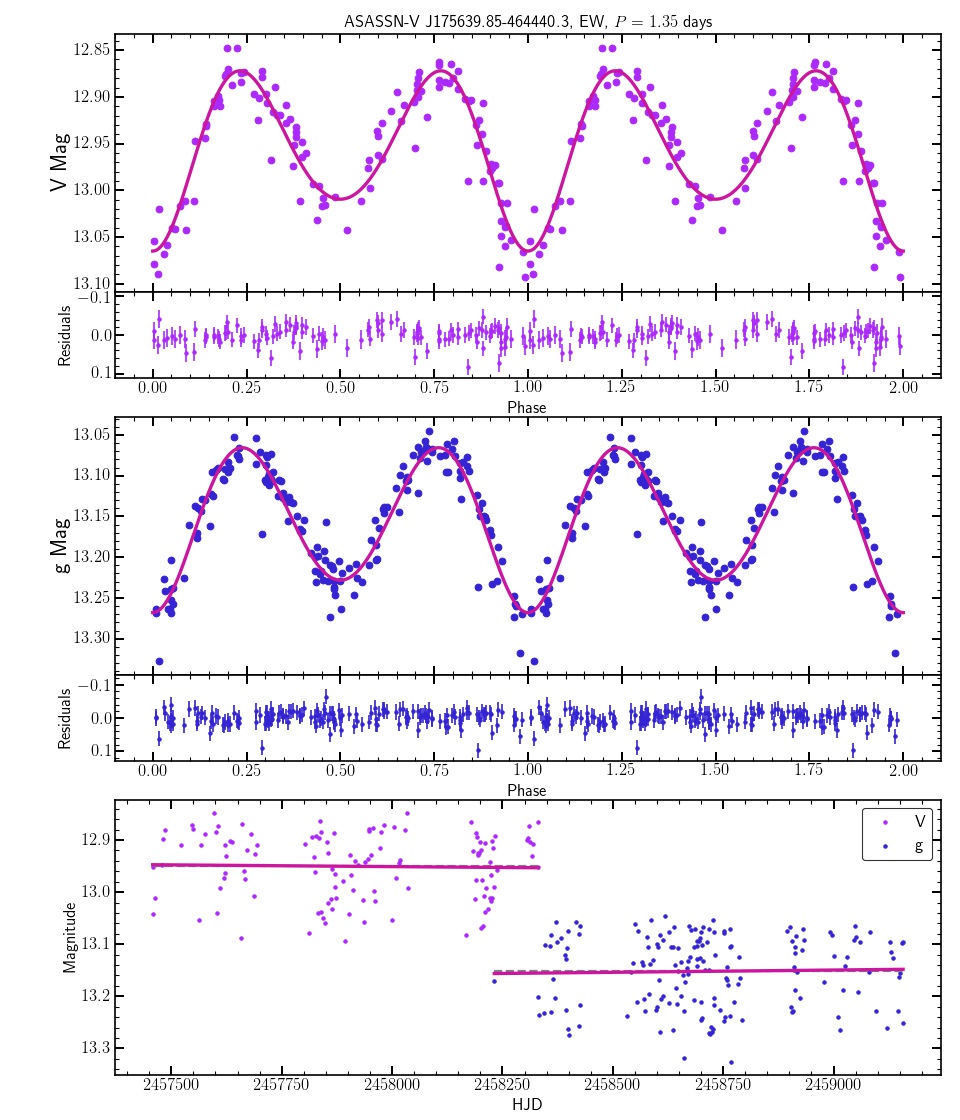 ASASSN-V J175639.85-464440.3, EW, P = 1.35 days
12.85
12.90
12.95
13.00
13.05
13.10
V Mag
−0.1
0.0
0.1
Residuals
0.00 0.25 0.50 0.75 1.00 1.25 1.50 1.75 2.00
Phase
13.05
13.10
13.15
13.20
13.25
13.30
g Mag
−0.1
0.0
0.1
Residuals
0.00 0.25 0.50 0.75 1.00 1.25 1.50 1.75 2.00
Phase
V
g
12.9
13.0
13.1
13.2
13.3
Magnitude
2457500 2457750 2458000 2458250 2458500 2458750 2459000
HJD